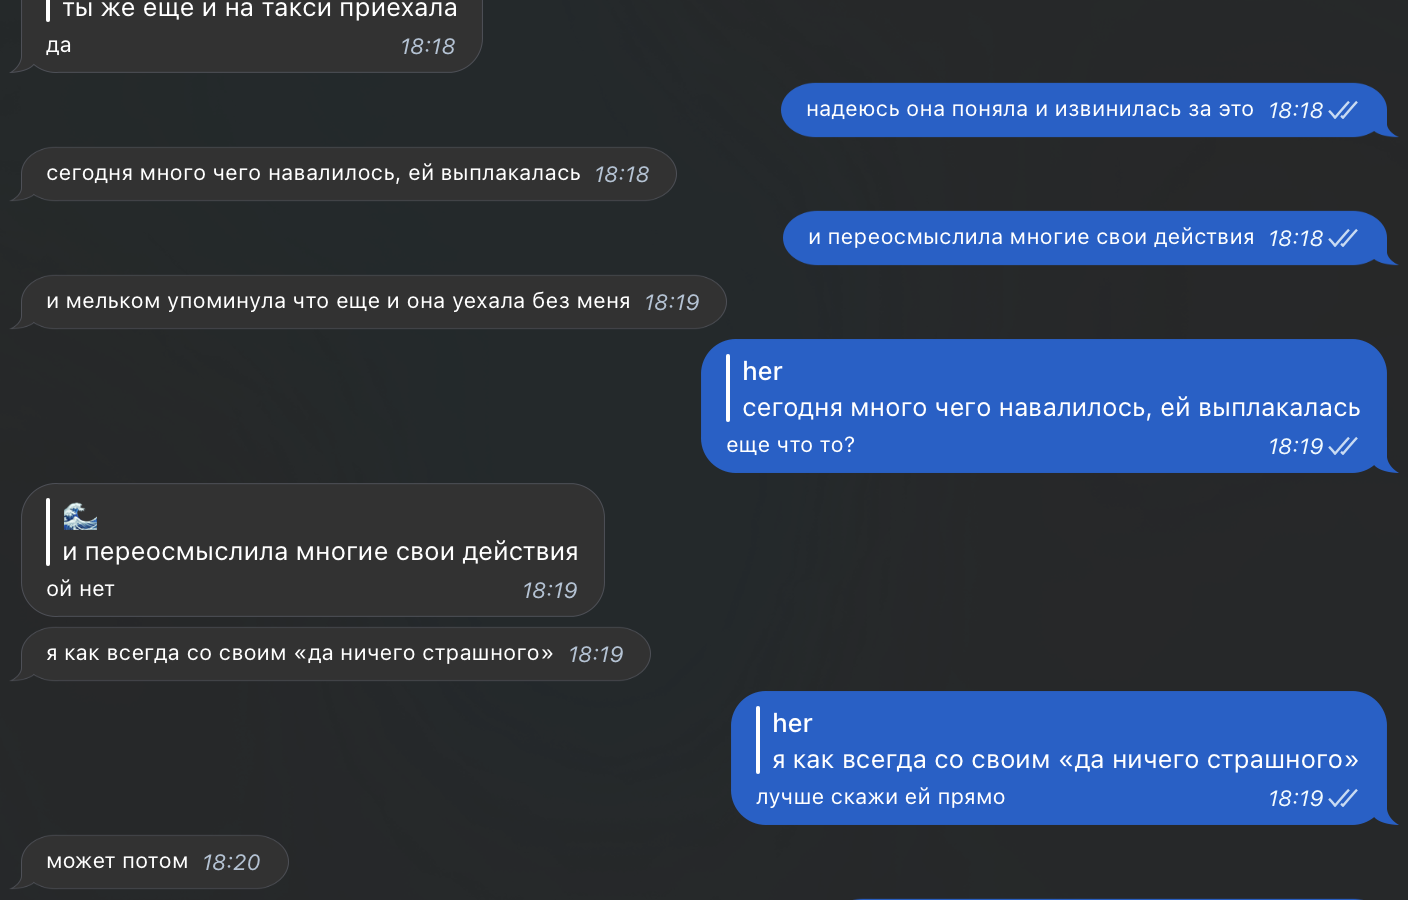 ты же еще и на такси приехала
да 18:18
надеюсь она поняла и извинилась за это 18:18
сегодня много чего навалилось, ей выплакалась 18:18
и переосмыслила многие свои действия 18:18
и мельком упоминула что еще и она уехала без меня 18:19
her
сегодня много чего навалилось, ей выплакалась
еще что то? 18:19
🌊
и переосмыслила многие свои действия
ой нет 18:19
я как всегда со своим «да ничего страшного» 18:19
her
я как всегда со своим «да ничего страшного»
лучше скажи ей прямо 18:19
может потом 18:20